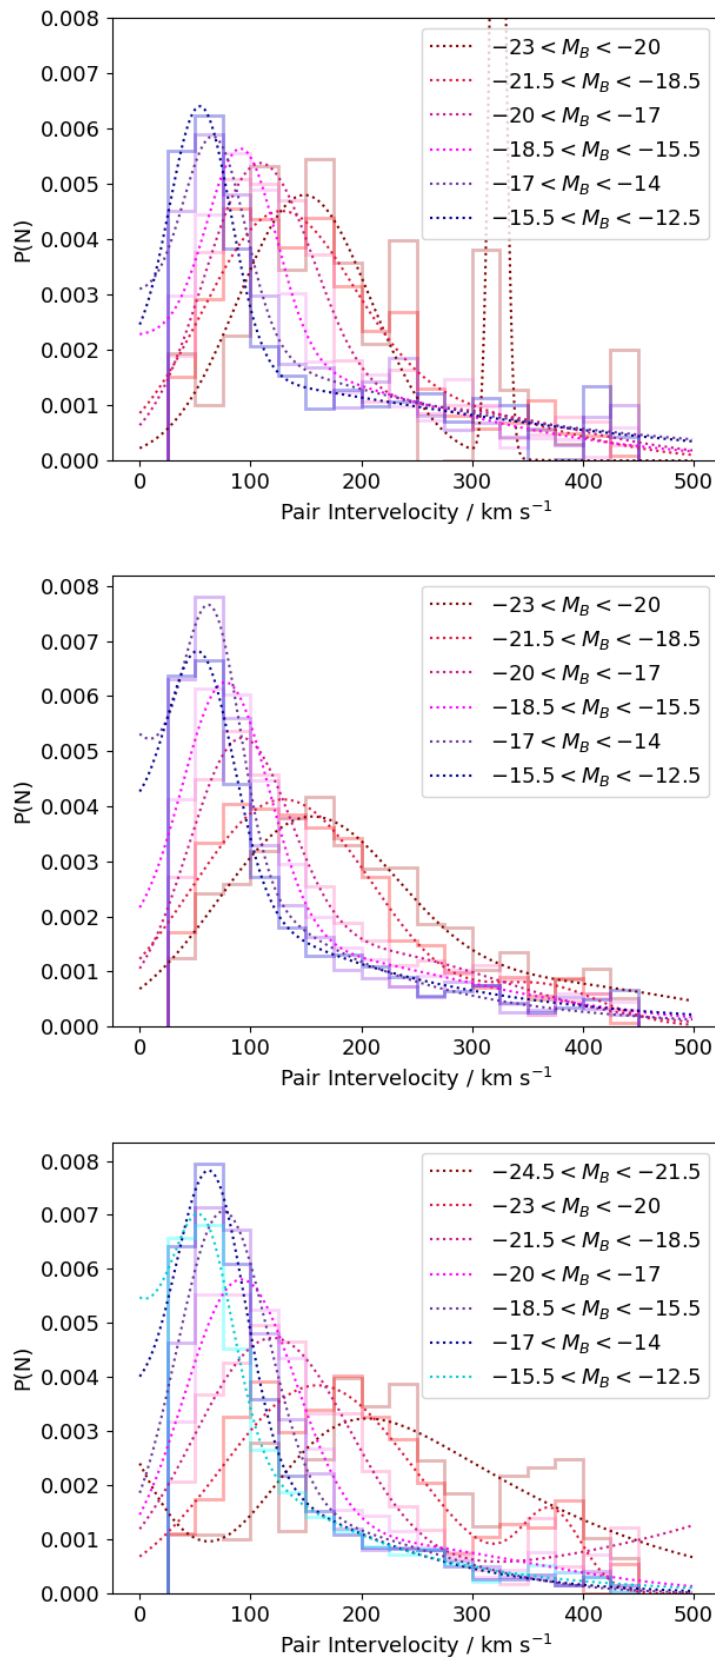 0.008
0.007
0.006
0.005
0.004
0.003
0.002
0.001
0.000
P(N)
−23 < M_B < −20
−21.5 < M_B < −18.5
−20 < M_B < −17
−18.5 < M_B < −15.5
−17 < M_B < −14
−15.5 < M_B < −12.5
0 100 200 300 400 500
Pair Intervelocity / km s⁻¹
0.008
0.007
0.006
0.005
0.004
0.003
0.002
0.001
0.000
P(N)
−23 < M_B < −20
−21.5 < M_B < −18.5
−20 < M_B < −17
−18.5 < M_B < −15.5
−17 < M_B < −14
−15.5 < M_B < −12.5
0 100 200 300 400 500
Pair Intervelocity / km s⁻¹
0.008
0.007
0.006
0.005
0.004
0.003
0.002
0.001
0.000
P(N)
−24.5 < M_B < −21.5
−23 < M_B < −20
−21.5 < M_B < −18.5
−20 < M_B < −17
−18.5 < M_B < −15.5
−17 < M_B < −14
−15.5 < M_B < −12.5
0 100 200 300 400 500
Pair Intervelocity / km s⁻¹